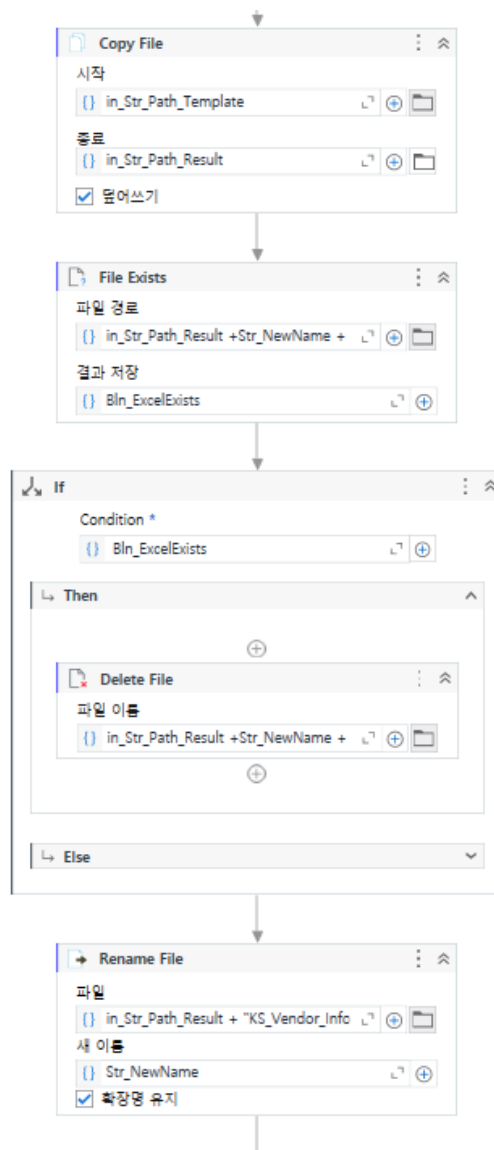 Copy File
시작
{} in_Str_Path_Template
종료
{} in_Str_Path_Result
덮어쓰기
File Exists
파일 경로
{} in_Str_Path_Result +Str_NewName +
결과 저장
{} Bln_ExcelExists
If
Condition *
{} Bln_ExcelExists
Then
Delete File
파일 이름
{} in_Str_Path_Result +Str_NewName +
Else
Rename File
파일
{} in_Str_Path_Result + "KS_Vendor_Info
새 이름
{} Str_NewName
확장명 유지